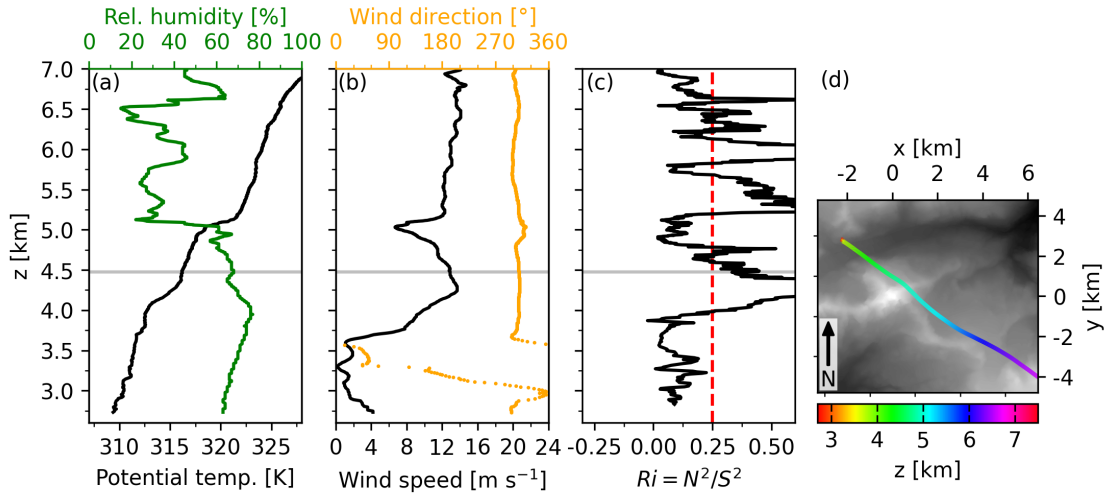 Rel. humidity [%]
0 20 40 60 80 100
Wind direction [°]
0 90 180 270 360
(a)
(b)
(c)
(d)
z [km]
7.0
6.5
6.0
5.5
5.0
4.5
4.0
3.5
3.0
310 315 320 325
Potential temp. [K]
0 4 8 12 16 20 24
Wind speed [m s⁻¹]
-0.25 0.00 0.25 0.50
Ri = N²/S²
x [km]
-2 0 2 4 6
4
2
0
-2
-4
y [km]
N
3 4 5 6 7
z [km]